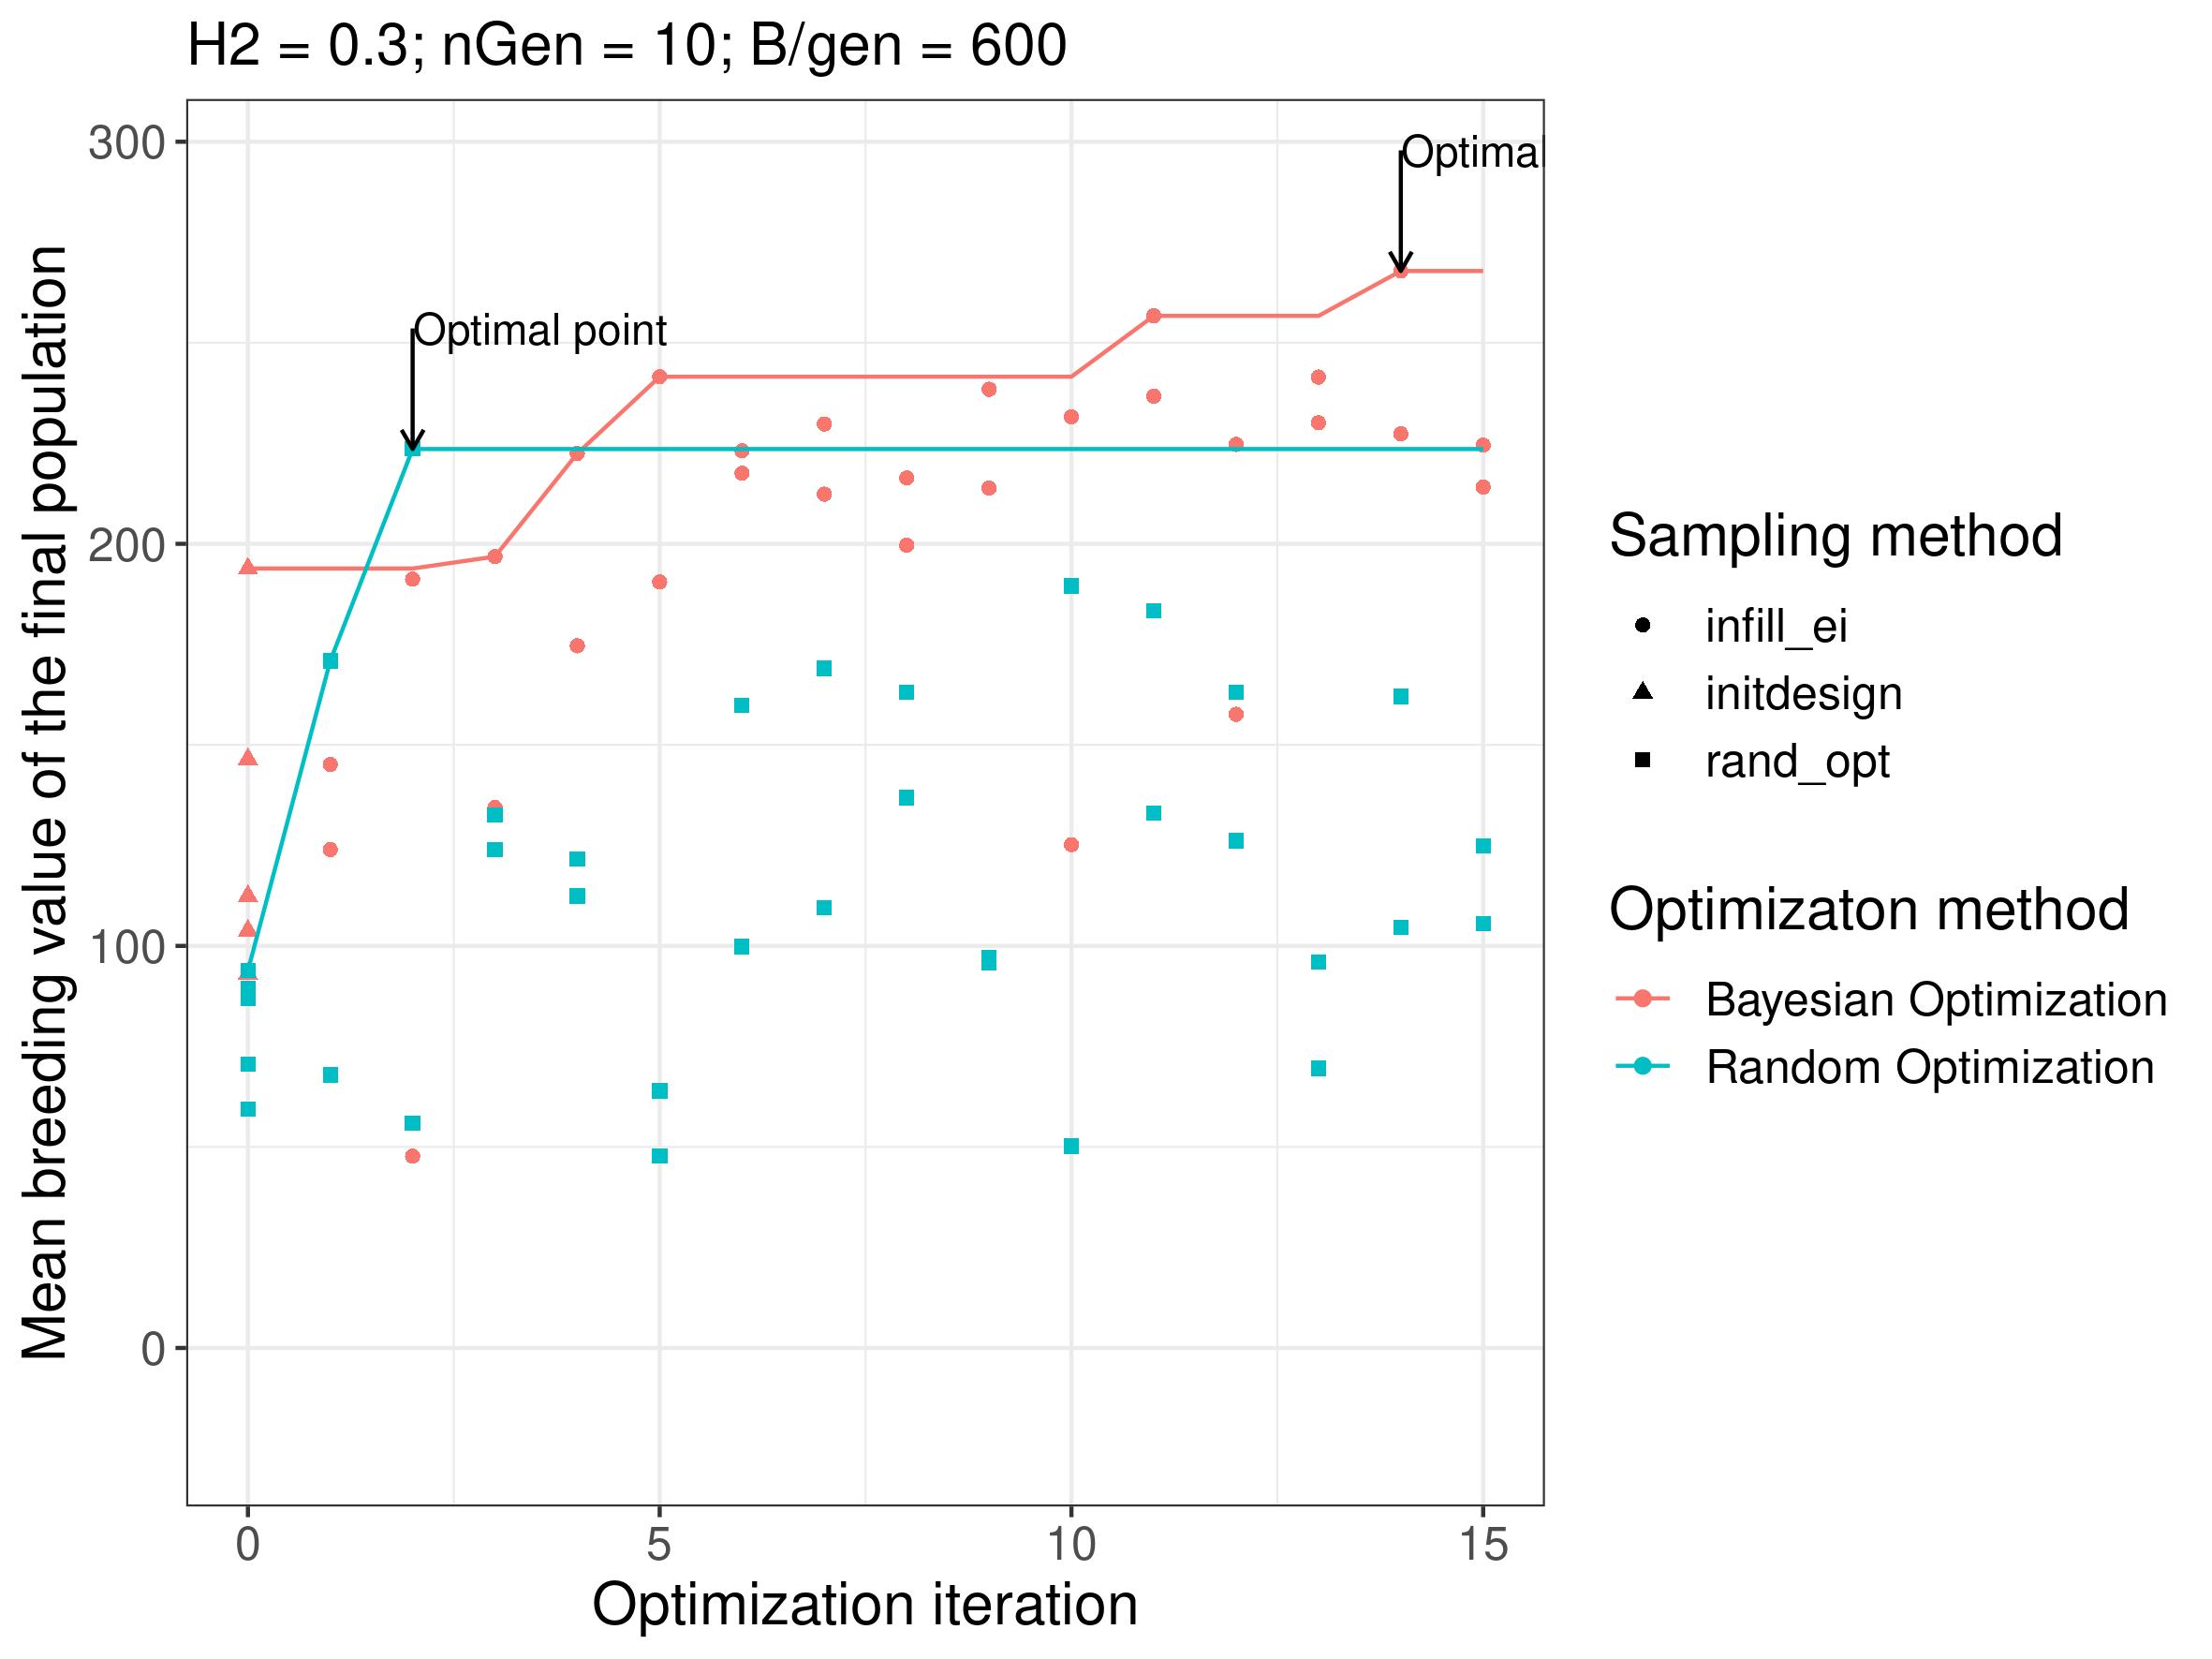 H2 = 0.3; nGen = 10; B/gen = 600
Mean breeding value of the final population
300
200
100
0
Optimal point
Optimal
0
5
10
15
Optimization iteration
Sampling method
infill_ei
initdesign
rand_opt
Optimizaton method
Bayesian Optimization
Random Optimization